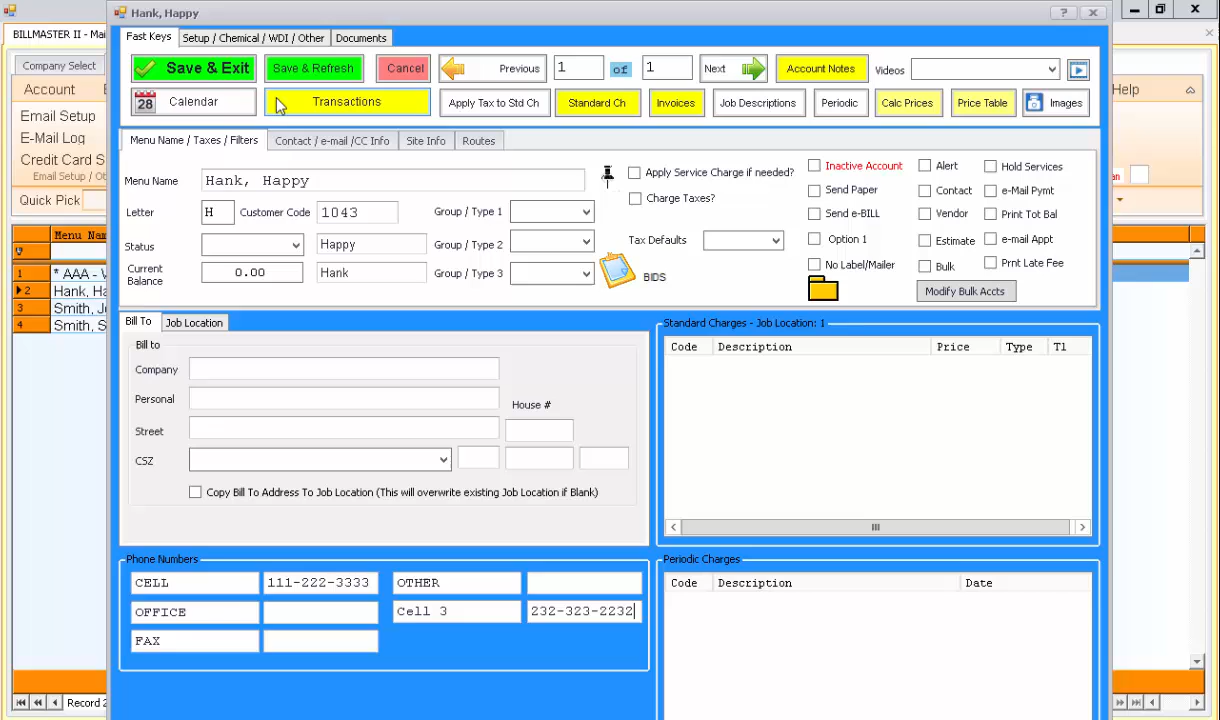 Hank, Happy
BILLMASTER II - Mai
Fast Keys
Setup / Chemical / WDI / Other
Documents
Company Select
Save & Exit
Save & Refresh
Cancel
Previous
1
of
1
Next
Account Notes
Videos
Account
Help
28
Calendar
Transactions
Apply Tax to Std Ch
Standard Ch
Invoices
Job Descriptions
Periodic
Calc Prices
Price Table
Images
Email Setup
E-Mail Log
Credit Card S
Email Setup / Ot
Quick Pick
Menu Name / Taxes / Filters
Contact / e-mail /CC Info
Site Info
Routes
Menu Name
Hank, Happy
Apply Service Charge if needed?
Inactive Account
Alert
Hold Services
Charge Taxes?
Send Paper
Contact
e-Mail Pymt
Letter
H
Customer Code
1043
Group / Type 1
Send e-BILL
Vendor
Print Tot Bal
Status
Happy
Group / Type 2
Tax Defaults
Option 1
Estimate
e-mail Appt
Current
Balance
0.00
Hank
Group / Type 3
BIDS
No Label/Mailer
Bulk
Prnt Late Fee
Modify Bulk Accts
Menu Nam
1
* AAA - V
2
Hank, Ha
3
Smith, Ju
4
Smith, S
Bill To
Job Location
Bill to
Company
Personal
House #
Street
CSZ
Copy Bill To Address To Job Location (This will overwrite existing Job Location if Blank)
Standard Charges - Job Location: 1
Code
Description
Price
Type
T1
Phone Numbers
CELL
111-222-3333
OTHER
OFFICE
Cell 3
232-323-2232
FAX
Periodic Charges
Code
Description
Date
Record 2